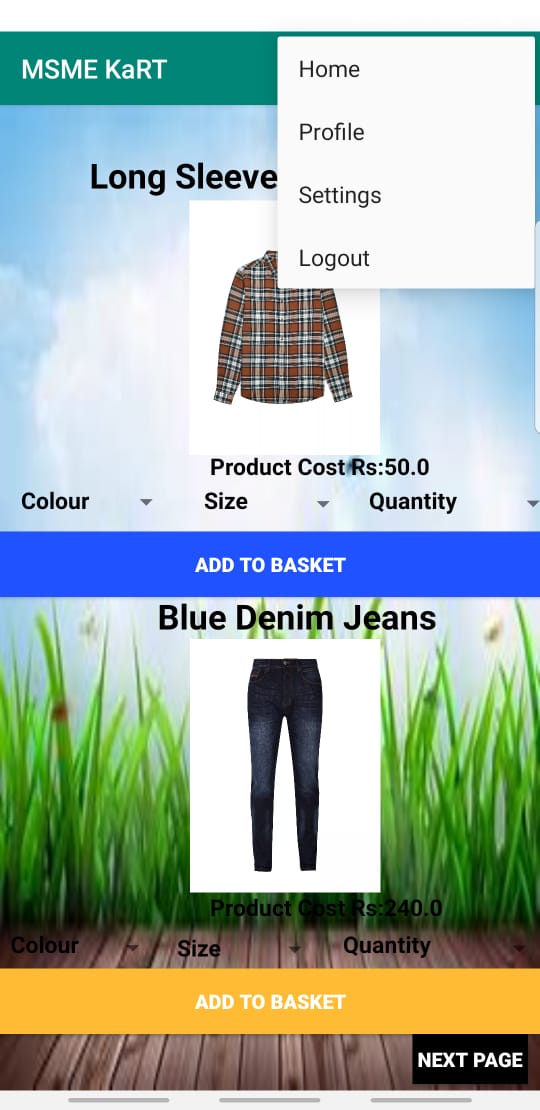 MSME KaRT
Home
Profile
Settings
Logout
Long Sleeve
Product Cost Rs:50.0
Colour Size Quantity
ADD TO BASKET
Blue Denim Jeans
Product Cost Rs:240.0
Colour Size Quantity
ADD TO BASKET
NEXT PAGE